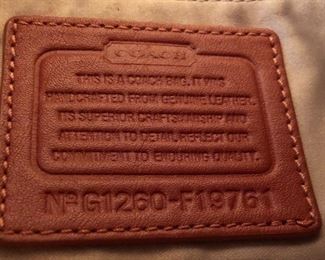 COACH
THIS IS A COACH BAG. IT WAS
HANDCRAFTED FROM GENUINE LEATHER.
ITS SUPERIOR CRAFTSMANSHIP AND
ATTENTION TO DETAIL REFLECT OUR
COMMITMENT TO ENDURING QUALITY.
Nº G1260-F19761